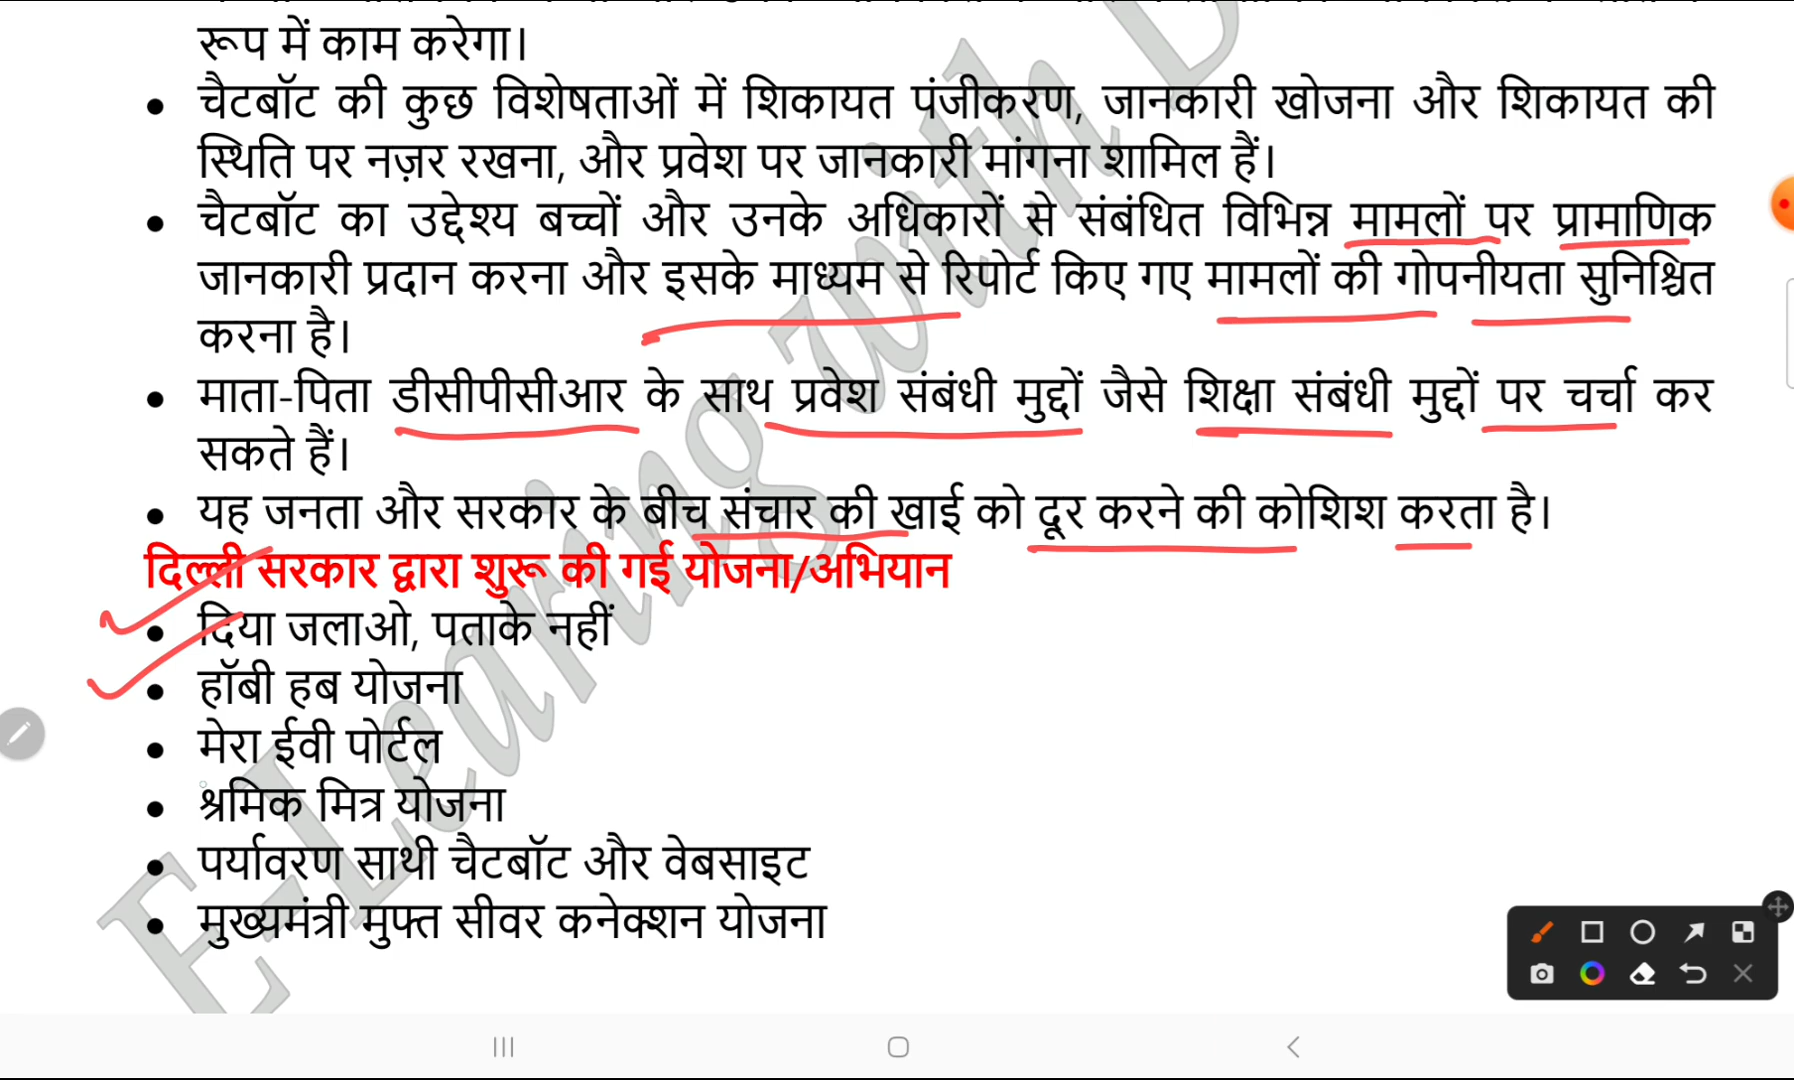 रूप में काम करेगा।
• चैटबॉट की कुछ विशेषताओं में शिकायत पंजीकरण, जानकारी खोजना और शिकायत की
स्थिति पर नज़र रखना, और प्रवेश पर जानकारी मांगना शामिल हैं।
• चैटबॉट का उद्देश्य बच्चों और उनके अधिकारों से संबंधित विभिन्न मामलों पर प्रामाणिक
जानकारी प्रदान करना और इसके माध्यम से रिपोर्ट किए गए मामलों की गोपनीयता सुनिश्चित
करना है।
• माता-पिता डीसीपीसीआर के साथ प्रवेश संबंधी मुद्दों जैसे शिक्षा संबंधी मुद्दों पर चर्चा कर
सकते हैं।
• यह जनता और सरकार के बीच संचार की खाई को दूर करने की कोशिश करता है।
दिल्ली सरकार द्वारा शुरू की गई योजना/अभियान
• दिया जलाओ, पताके नहीं
• हॉबी हब योजना
• मेरा ईवी पोर्टल
• श्रमिक मित्र योजना
• पर्यावरण साथी चैटबॉट और वेबसाइट
• मुख्यमंत्री मुफ्त सीवर कनेक्शन योजना
E-Learning with